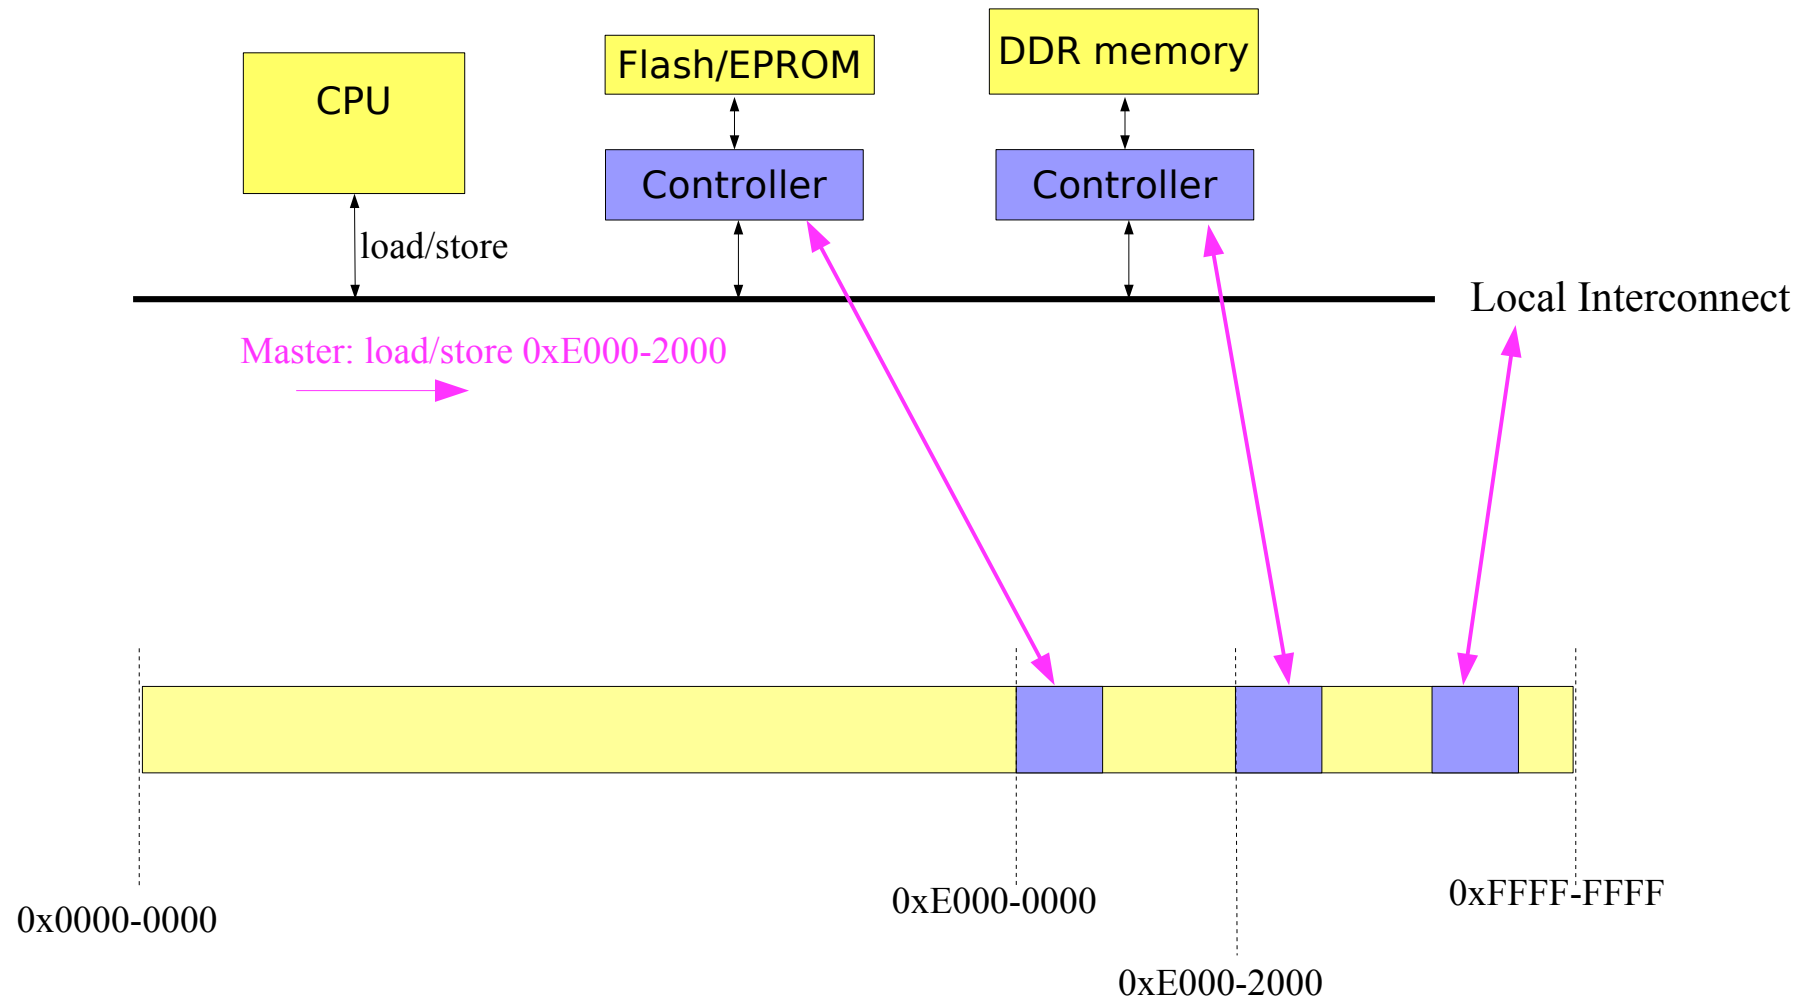 CPU
Flash/EPROM
DDR memory
Controller
Controller
load/store
Local Interconnect
Master: load/store 0xE000-2000
0x0000-0000
0xE000-0000
0xFFFF-FFFF
0xE000-2000